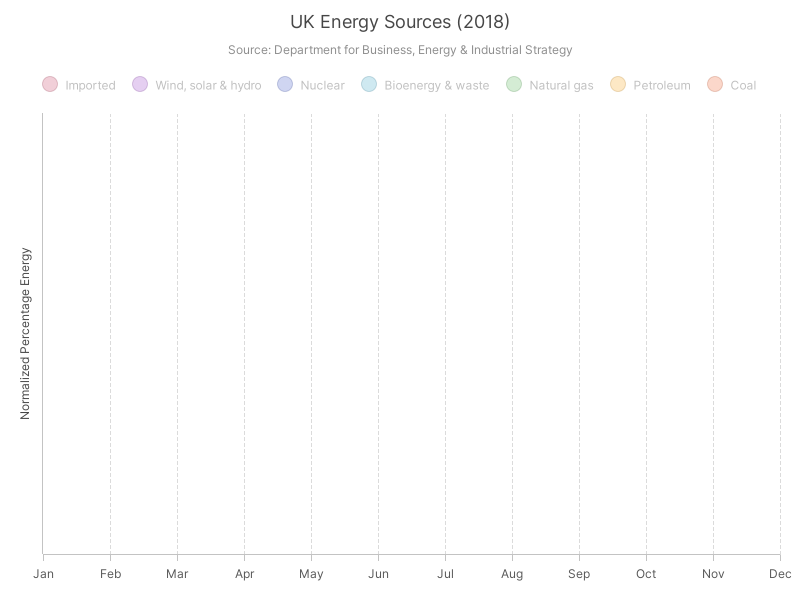 UK Energy Sources (2018)
Source: Department for Business, Energy & Industrial Strategy
Imported Wind, solar & hydro Nuclear Bioenergy & waste Natural gas Petroleum Coal
Normalized Percentage Energy
Jan Feb Mar Apr May Jun Jul Aug Sep Oct Nov Dec